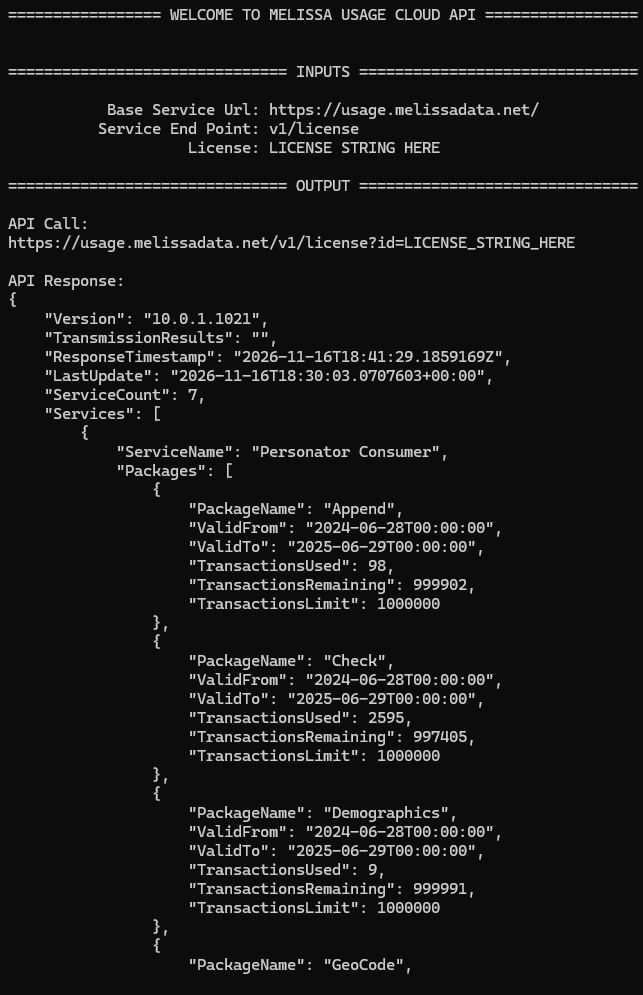 ================= WELCOME TO MELISSA USAGE CLOUD API =================
=============================== INPUTS ===============================
Base Service Url: https://usage.melissadata.net/
Service End Point: v1/license
License: LICENSE STRING HERE
=============================== OUTPUT ===============================
API Call:
https://usage.melissadata.net/v1/license?id=LICENSE_STRING_HERE
API Response:
{
    "Version": "10.0.1.1021",
    "TransmissionResults": "",
    "ResponseTimestamp": "2026-11-16T18:41:29.1859169Z",
    "LastUpdate": "2026-11-16T18:30:03.0707603+00:00",
    "ServiceCount": 7,
    "Services": [
        {
            "ServiceName": "Personator Consumer",
            "Packages": [
                {
                    "PackageName": "Append",
                    "ValidFrom": "2024-06-28T00:00:00",
                    "ValidTo": "2025-06-29T00:00:00",
                    "TransactionsUsed": 98,
                    "TransactionsRemaining": 999902,
                    "TransactionsLimit": 1000000
                },
                {
                    "PackageName": "Check",
                    "ValidFrom": "2024-06-28T00:00:00",
                    "ValidTo": "2025-06-29T00:00:00",
                    "TransactionsUsed": 2595,
                    "TransactionsRemaining": 997405,
                    "TransactionsLimit": 1000000
                },
                {
                    "PackageName": "Demographics",
                    "ValidFrom": "2024-06-28T00:00:00",
                    "ValidTo": "2025-06-29T00:00:00",
                    "TransactionsUsed": 9,
                    "TransactionsRemaining": 999991,
                    "TransactionsLimit": 1000000
                },
                {
                    "PackageName": "GeoCode",